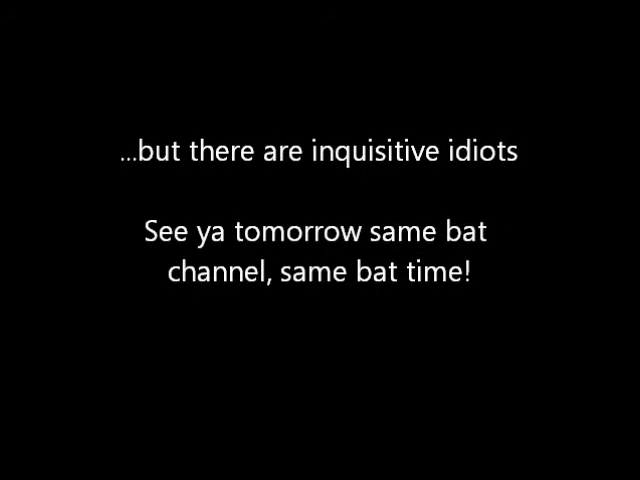 ...but there are inquisitive idiots
See ya tomorrow same bat
channel, same bat time!